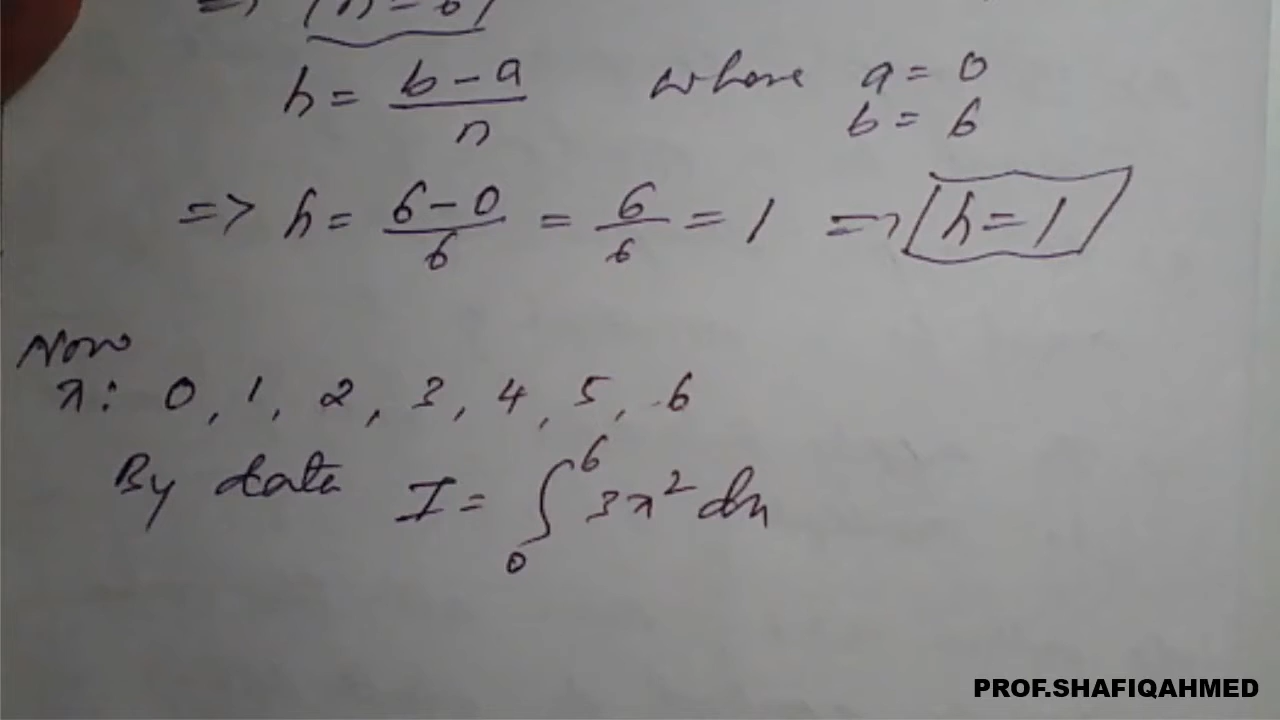 => n = 6
h = b - a / n where a = 0
b = 6
=> h = 6 - 0 / 6 = 6 / 6 = 1 => h = 1
Now
x: 0, 1, 2, 3, 4, 5, 6
By data I = ∫₀⁶ 3x² dx
PROF.SHAFIQAHMED